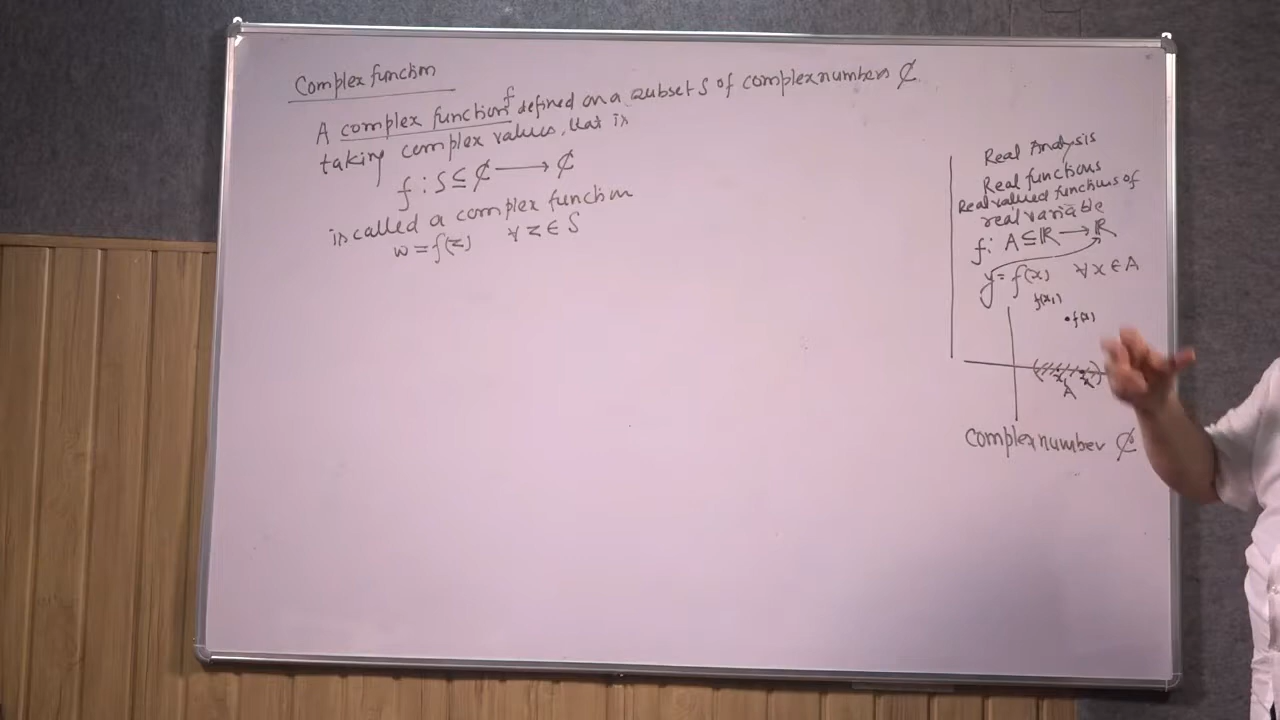 Complex function
A complex function f defined on a subset S of complex numbers ₵
taking complex values, that is
f : S ⊆ ₵ → ₵
is called a complex function
w = f(z) ∀ z ∈ S
Real Analysis
Real functions
Real valued functions of
real variable
f: A ⊆ ℝ → ℝ
y = f(x) ∀ x ∈ A
f(x₁)
f(x)
A
Complex number ₵